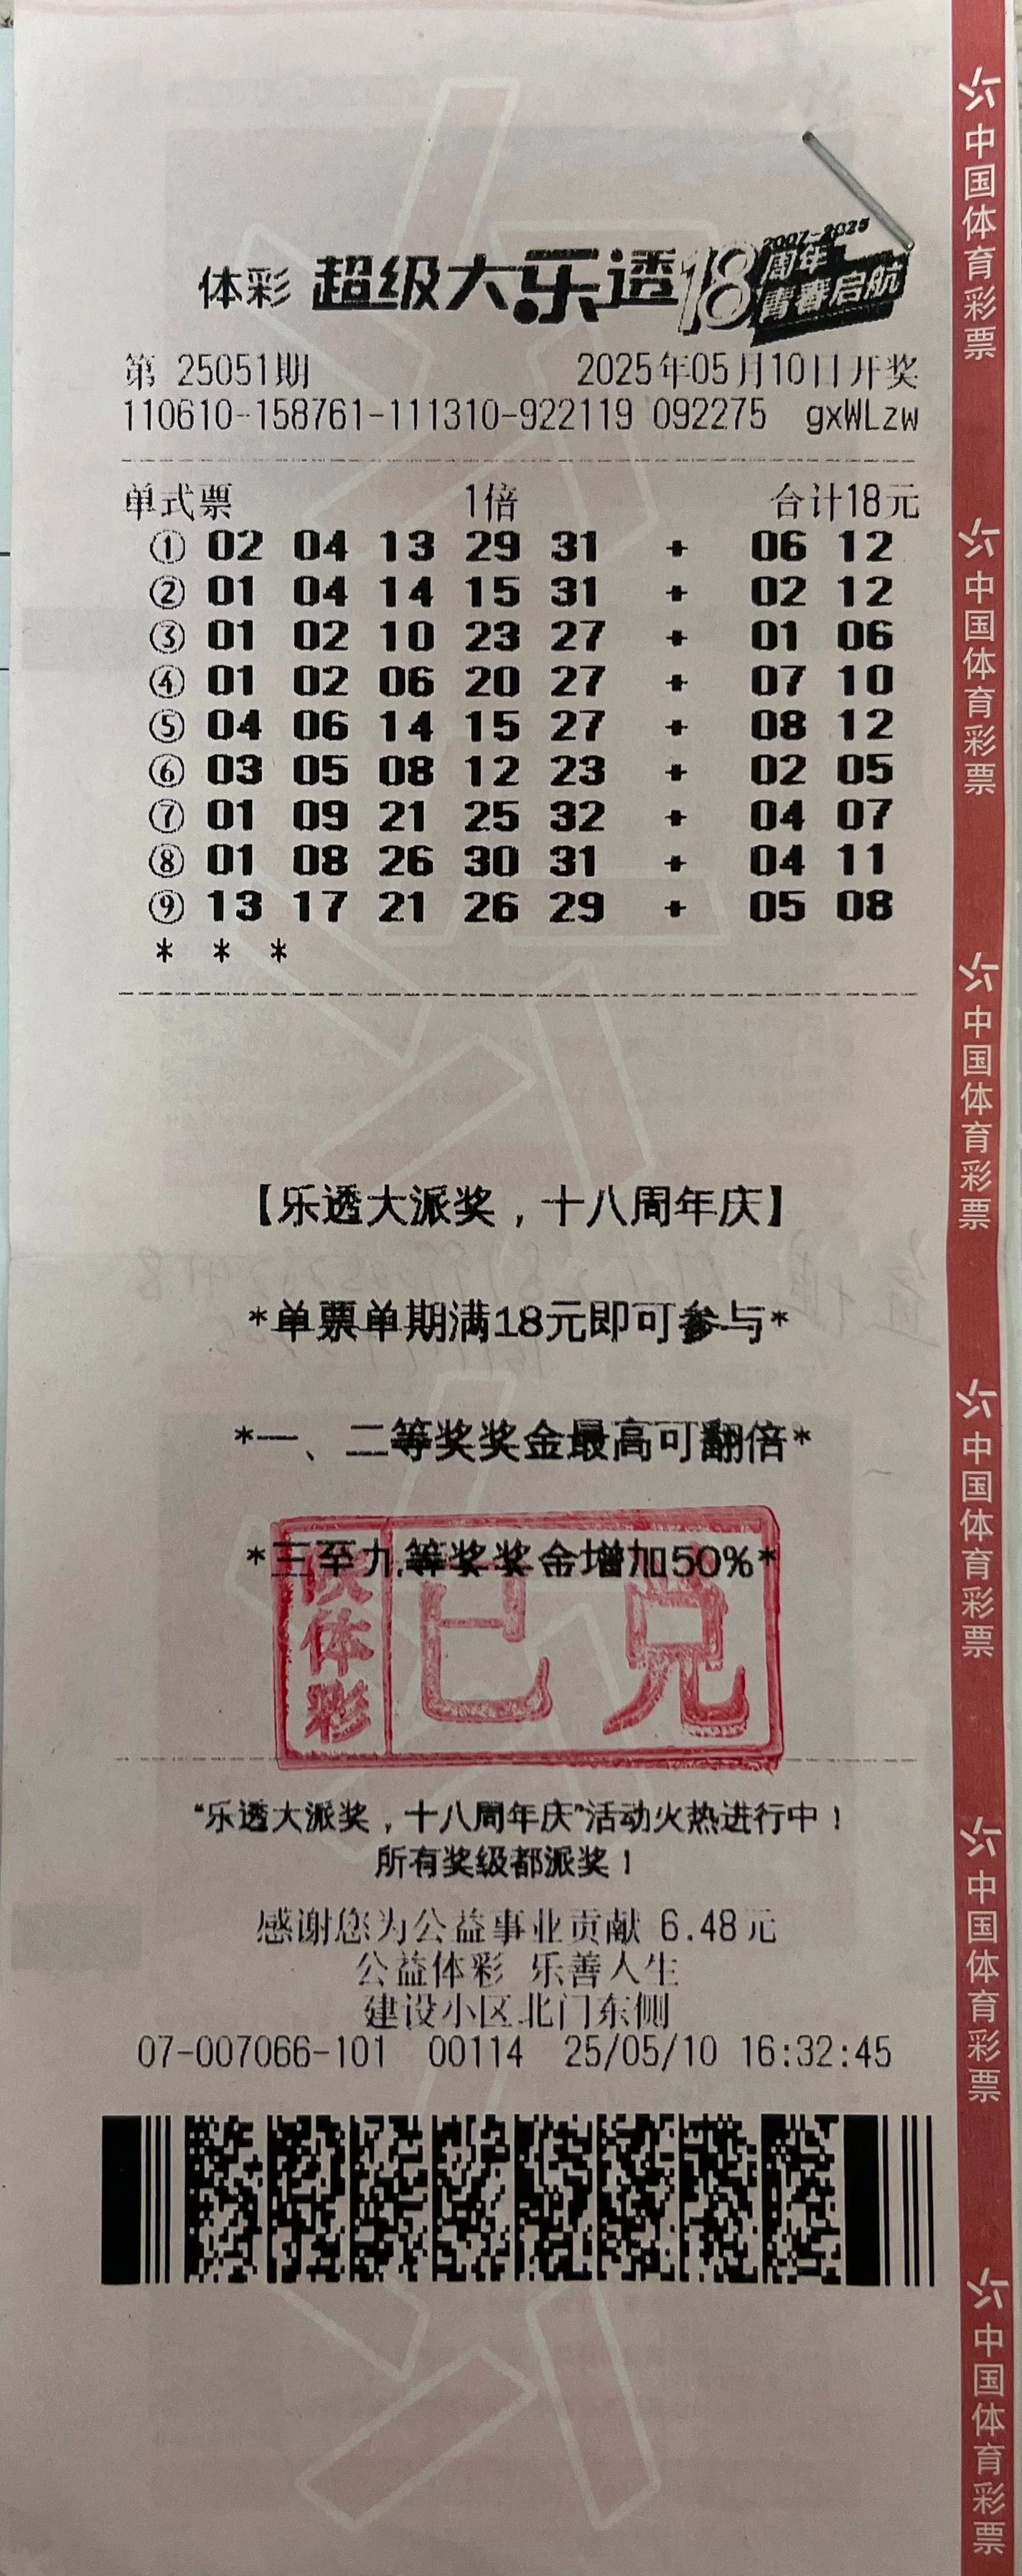 体彩 超级大乐透 18周年 2007-2025 青春启航
第 25051期 2025年05月10日开奖
110610-158761-111310-922119 092275 gxWLzw
单式票 1倍 合计18元
① 02 04 13 29 31 + 06 12
② 01 04 14 15 31 + 02 12
③ 01 02 10 23 27 + 01 06
④ 01 02 06 20 27 + 07 10
⑤ 04 06 14 15 27 + 08 12
⑥ 03 05 08 12 23 + 02 05
⑦ 01 09 21 25 32 + 04 07
⑧ 01 08 26 30 31 + 04 11
⑨ 13 17 21 26 29 + 05 08
* * *
【乐透大派奖，十八周年庆】
*单票单期满18元即可参与*
*一、二等奖奖金最高可翻倍*
*三至九等奖奖金增加50%*
体彩
已兑
“乐透大派奖，十八周年庆”活动火热进行中！
所有奖级都派奖！
感谢您为公益事业贡献 6.48元
公益体彩 乐善人生
建设小区北门东侧
07-007066-101 00114 25/05/10 16:32:45
中国体育彩票
中国体育彩票
中国体育彩票
中国体育彩票
中国体育彩票
中国体育彩票